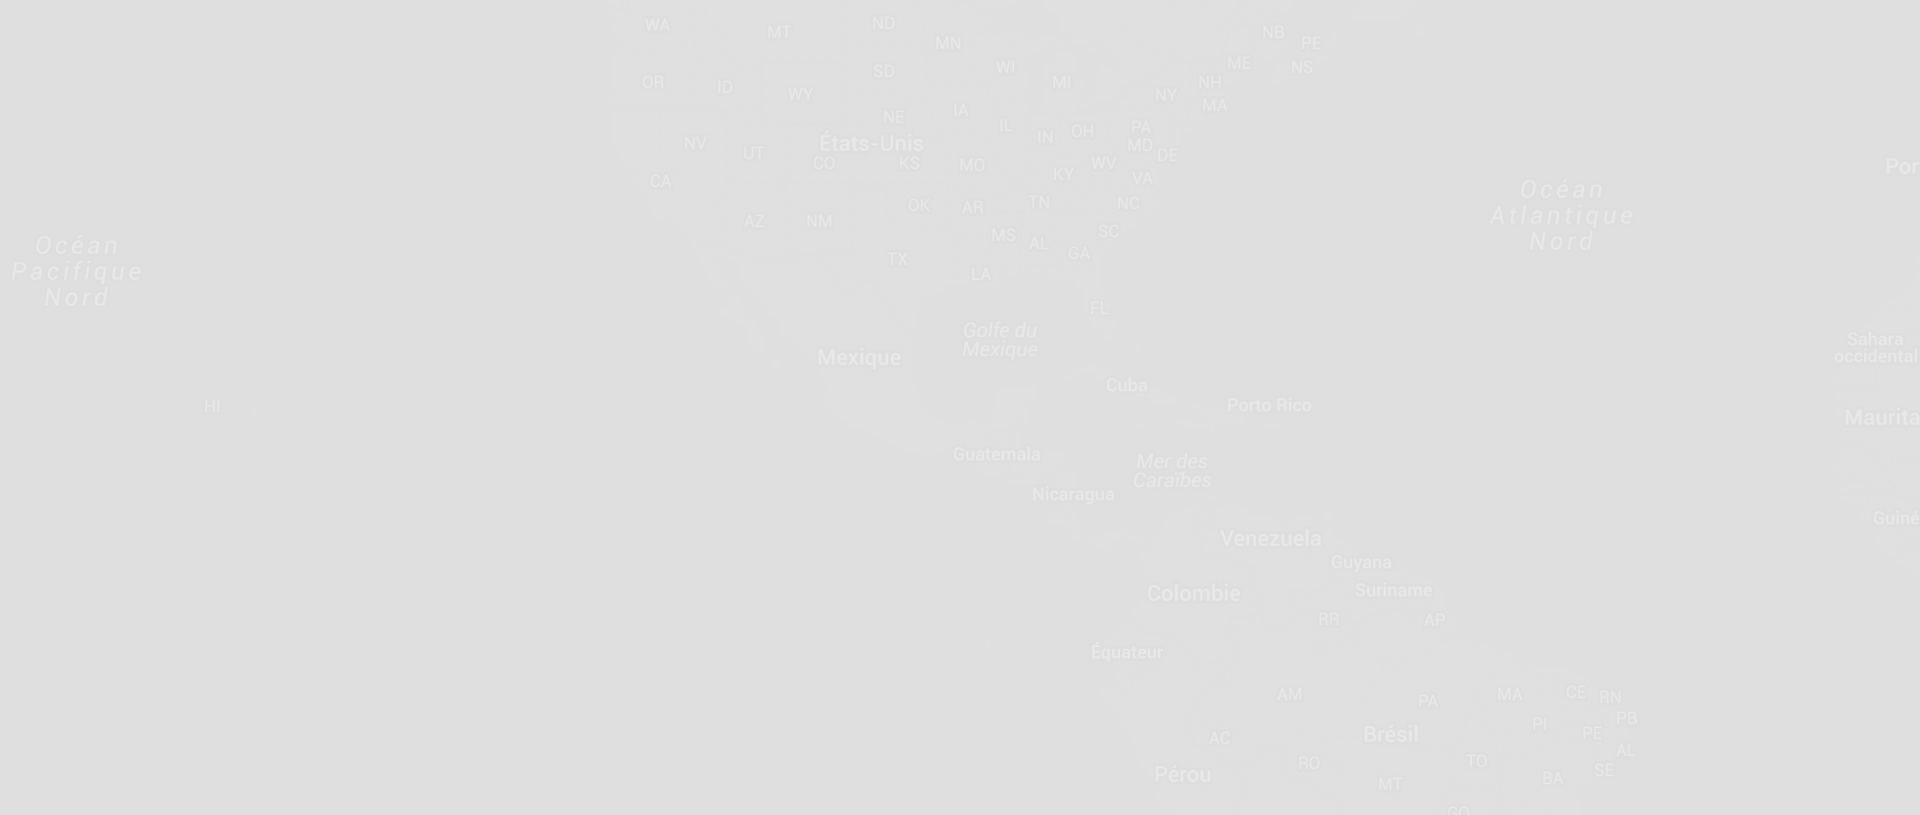 WA
MT
ND
MN
NB
PE
OR
ID
WY
SD
WI
MI
ME
NS
NY
NH
MA
NE
IA
IL
IN
OH
PA
NV
UT
États-Unis
CO
KS
MO
KY
WV
MD
DE
VA
CA
AZ
NM
OK
AR
TN
NC
MS
AL
SC
GA
TX
LA
FL
Océan
Pacifique
Nord
Océan
Atlantique
Nord
Por
Golfe du
Mexique
Mexique
HI
Cuba
Porto Rico
Sahara
occidental
Maurita
Guatemala
Mer des
Caraïbes
Nicaragua
Guiné
Venezuela
Guyana
Colombie
Suriname
RR
AP
Équateur
AM
PA
MA
CE
RN
PI
PB
PE
AC
Brésil
AL
RO
TO
SE
Pérou
MT
BA
GO